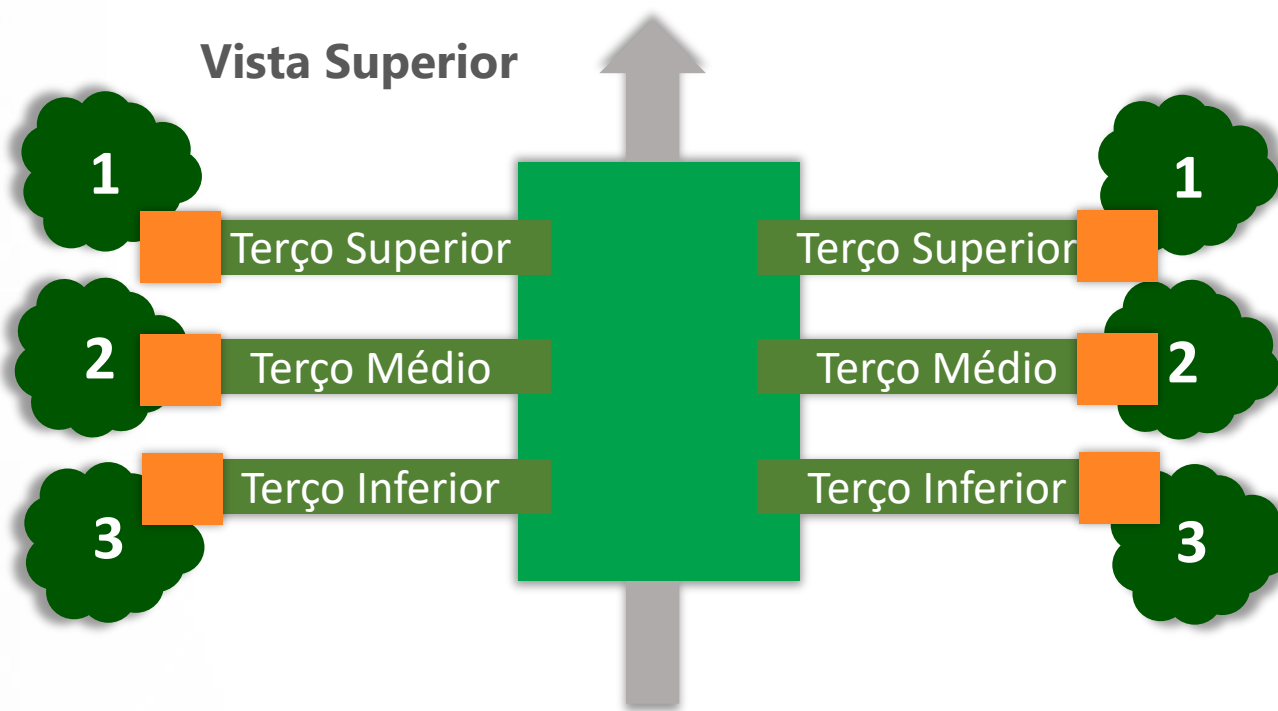 Vista Superior
1
1
Terço Superior
Terço Superior
2
Terço Médio
Terço Médio
2
Terço Inferior
Terço Inferior
3
3